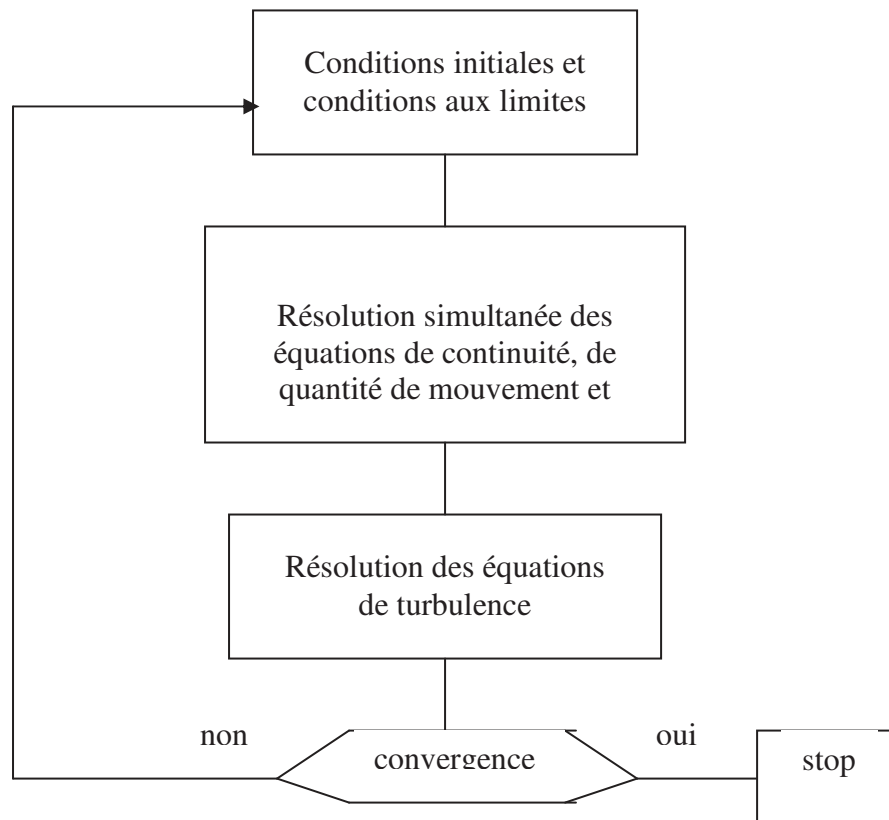 Conditions initiales et
conditions aux limites
Résolution simultanée des
équations de continuité, de
quantité de mouvement et
Résolution des équations
de turbulence
non
convergence
oui
stop